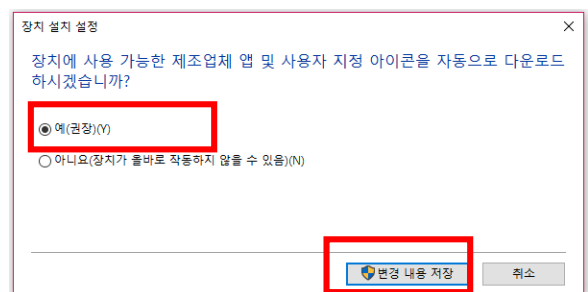 장치 설치 설정
장치에 사용 가능한 제조업체 앱 및 사용자 지정 아이콘을 자동으로 다운로드
하시겠습니까?
예(권장)(Y)
아니요(장치가 올바로 작동하지 않을 수 있음)(N)
변경 내용 저장 취소